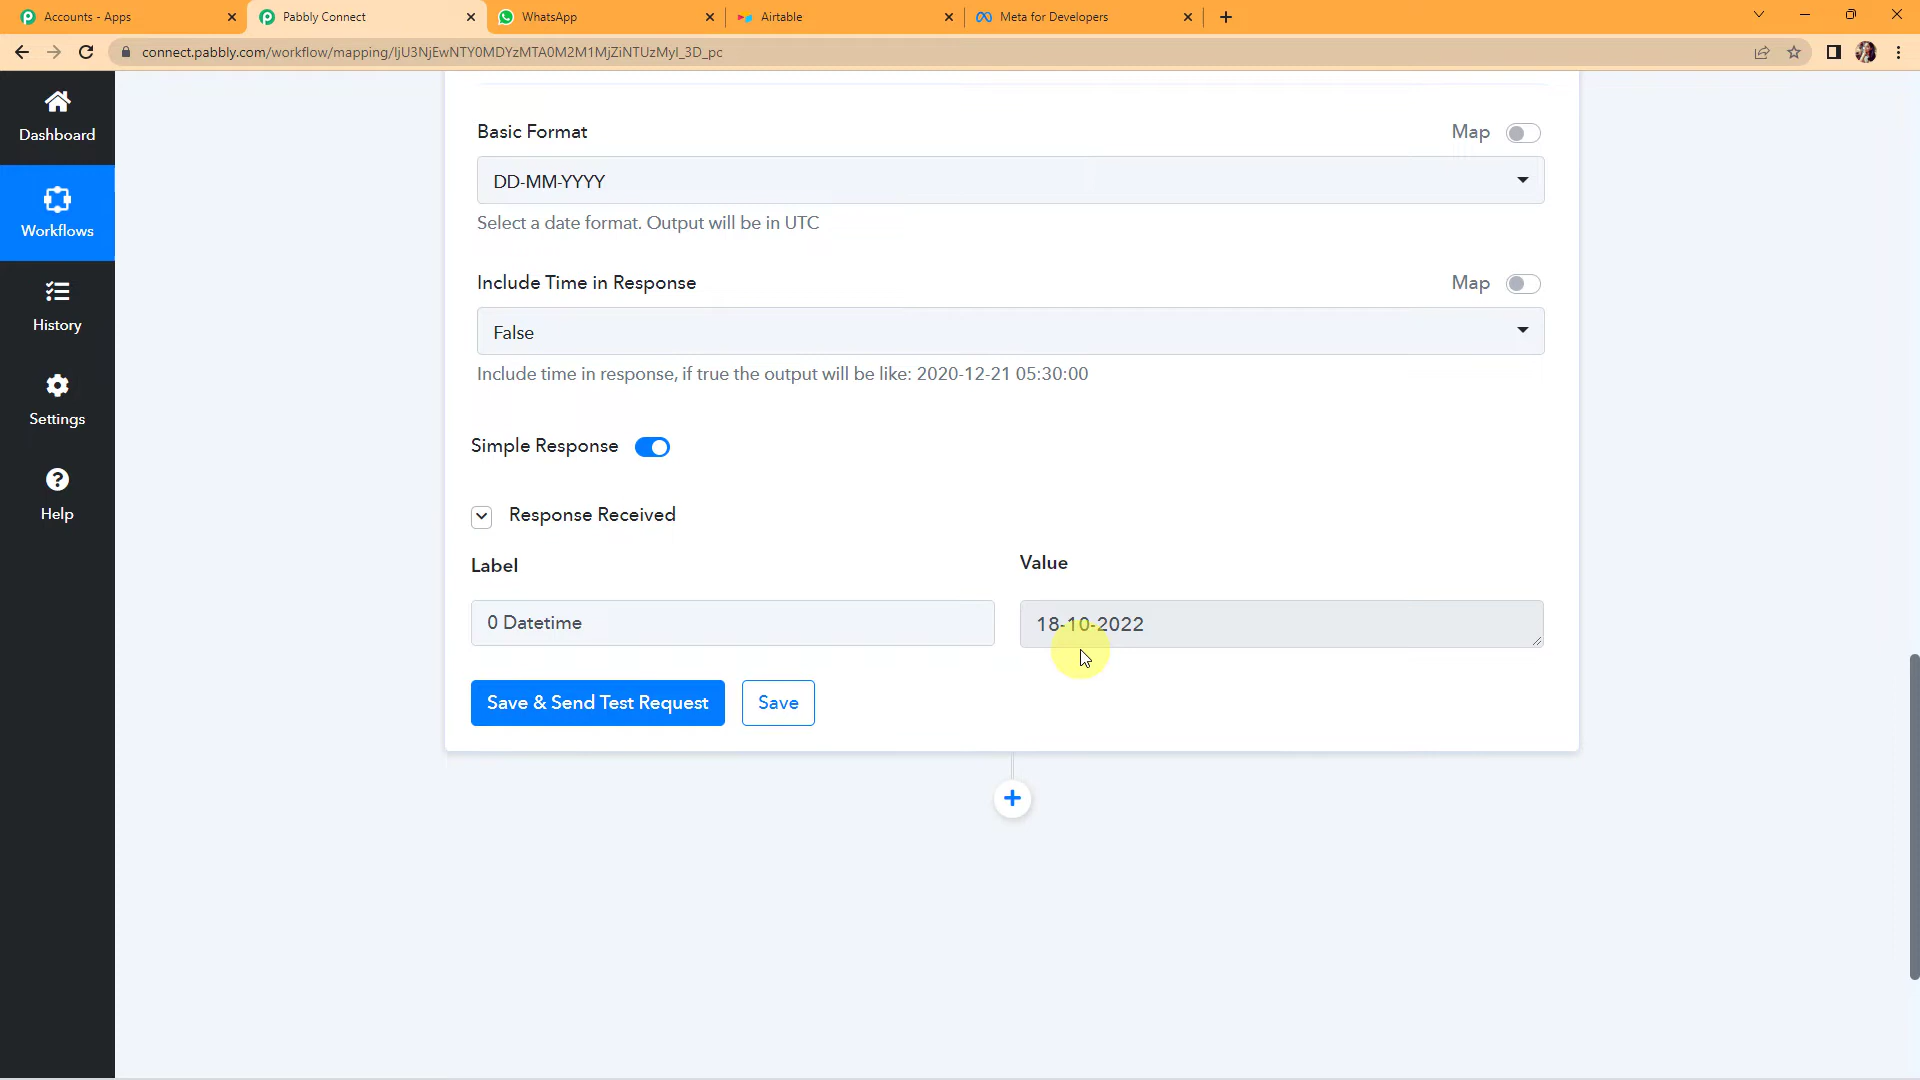 Accounts - Apps
Pabbly Connect
WhatsApp
Airtable
Meta for Developers
connect.pabbly.com/workflow/mapping/IjU3NjEwNTY0MDYzMTA0M2M1MjZiNTUzMyI_3D_pc
Dashboard
Workflows
History
Settings
Help
Basic Format
Map
DD-MM-YYYY
Select a date format. Output will be in UTC
Include Time in Response
Map
False
Include time in response, if true the output will be like: 2020-12-21 05:30:00
Simple Response
Response Received
Label
Value
0 Datetime
18-10-2022
Save & Send Test Request
Save